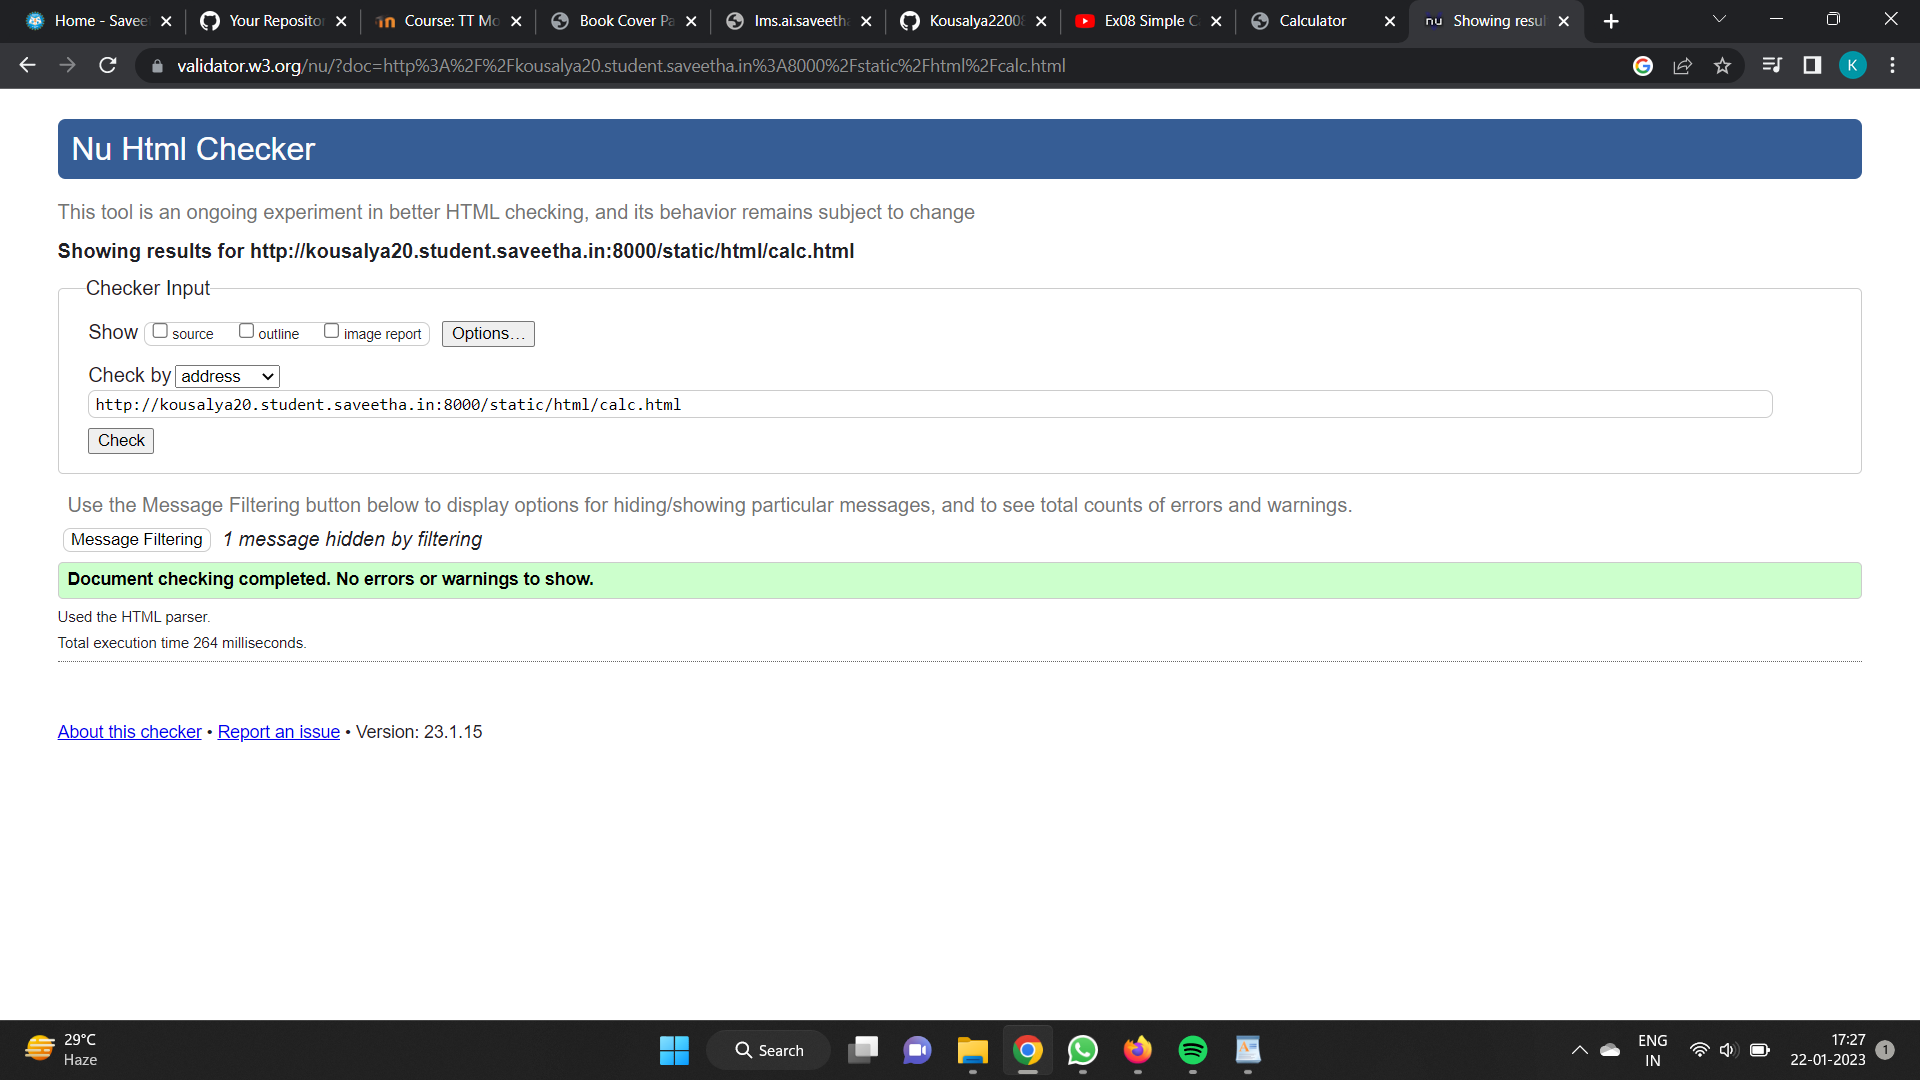 Home - Savee
Your Reposito
Course: TT Mo
Book Cover Pa
lms.ai.saveeth
Kousalya2200
Ex08 Simple C
Calculator
nu Showing resul
validator.w3.org/nu/?doc=http%3A%2F%2Fkousalya20.student.saveetha.in%3A8000%2Fstatic%2Fhtml%2Fcalc.html
K
Nu Html Checker
This tool is an ongoing experiment in better HTML checking, and its behavior remains subject to change
Showing results for http://kousalya20.student.saveetha.in:8000/static/html/calc.html
Checker Input
Show source outline image report Options…
Check by address
http://kousalya20.student.saveetha.in:8000/static/html/calc.html
Check
Use the Message Filtering button below to display options for hiding/showing particular messages, and to see total counts of errors and warnings.
Message Filtering 1 message hidden by filtering
Document checking completed. No errors or warnings to show.
Used the HTML parser.
Total execution time 264 milliseconds.
About this checker • Report an issue • Version: 23.1.15
29°C
Haze
Search
ENG
IN
17:27
22-01-2023
1